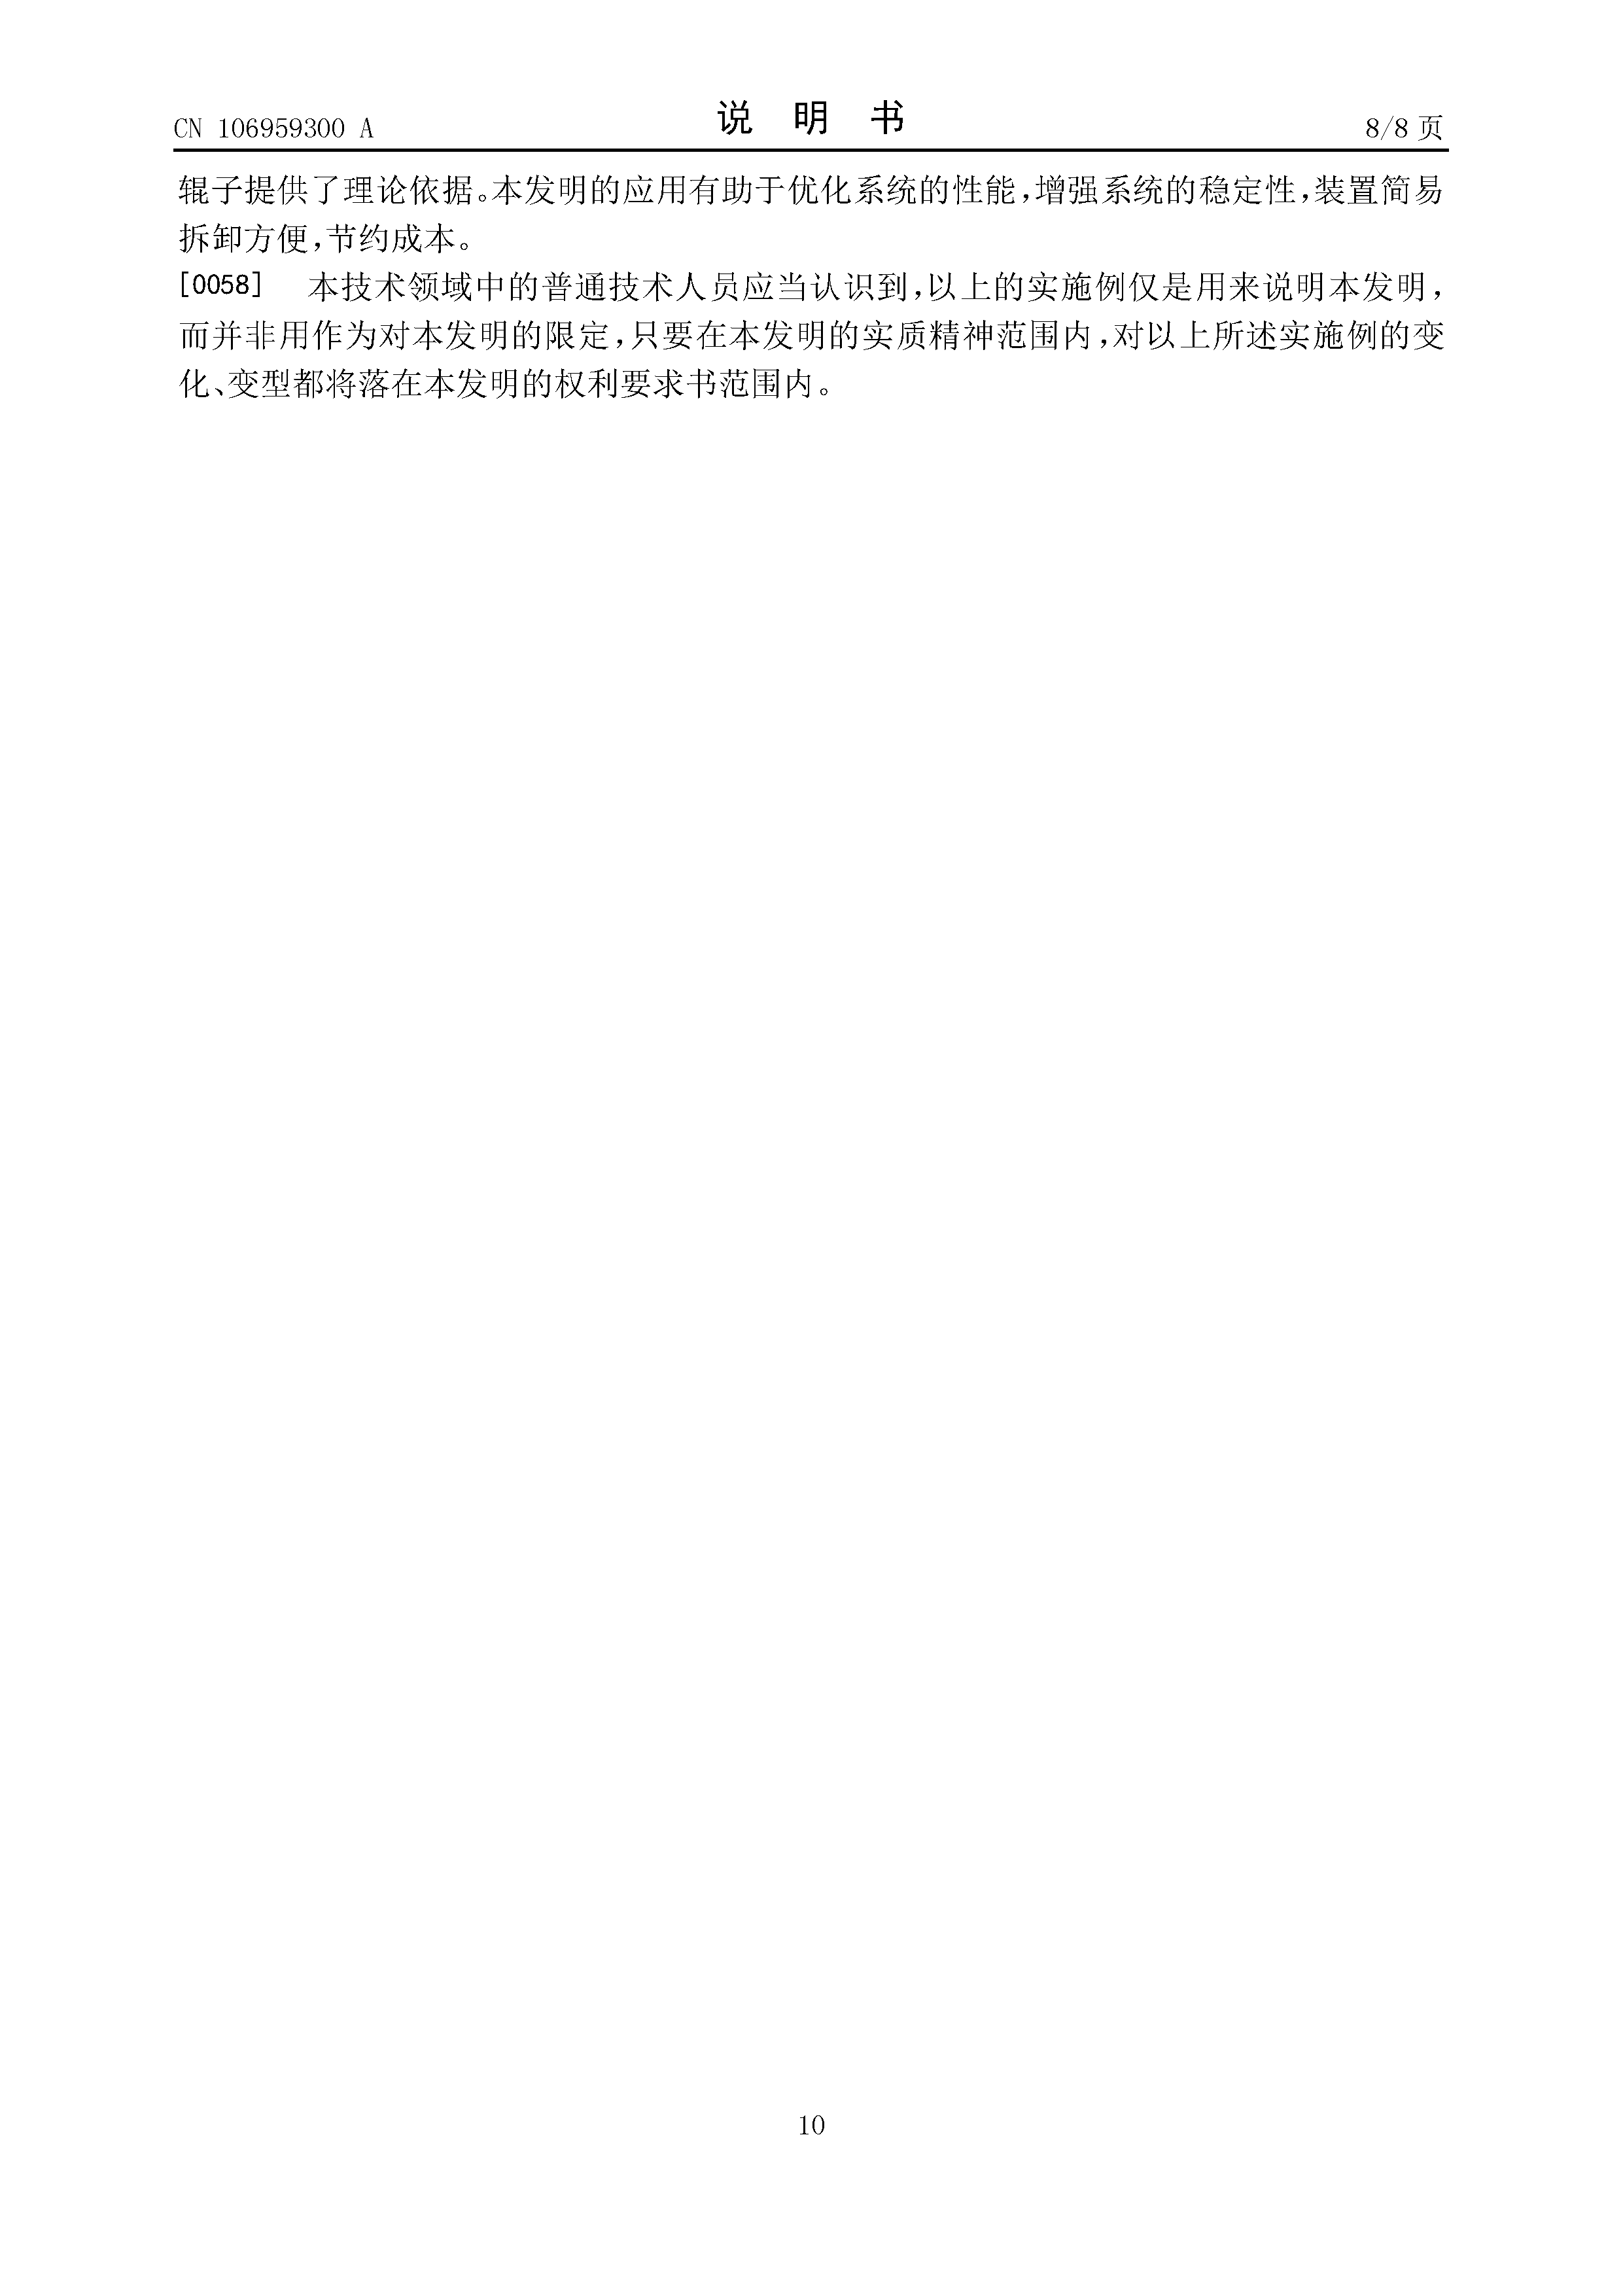 CN 106959300 A
说 明 书
8/8 页
辊子提供了理论依据。本发明的应用有助于优化系统的性能,增强系统的稳定性,装置简易
拆卸方便,节约成本。
[0058] 本技术领域中的普通技术人员应当认识到,以上的实施例仅是用来说明本发明,
而并非用作为对本发明的限定,只要在本发明的实质精神范围内,对以上所述实施例的变
化、变型都将落在本发明的权利要求书范围内。
10